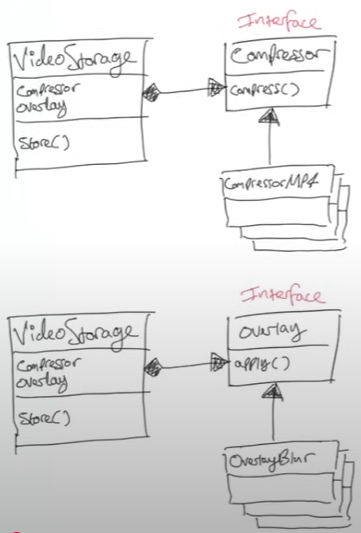 Interface
VideoStorage
Compressor
Compressor
overlay
compress()
Store()
CompressorMP4
Interface
VideoStorage
overlay
Compressor
overlay
apply()
Store()
OverlayBlur